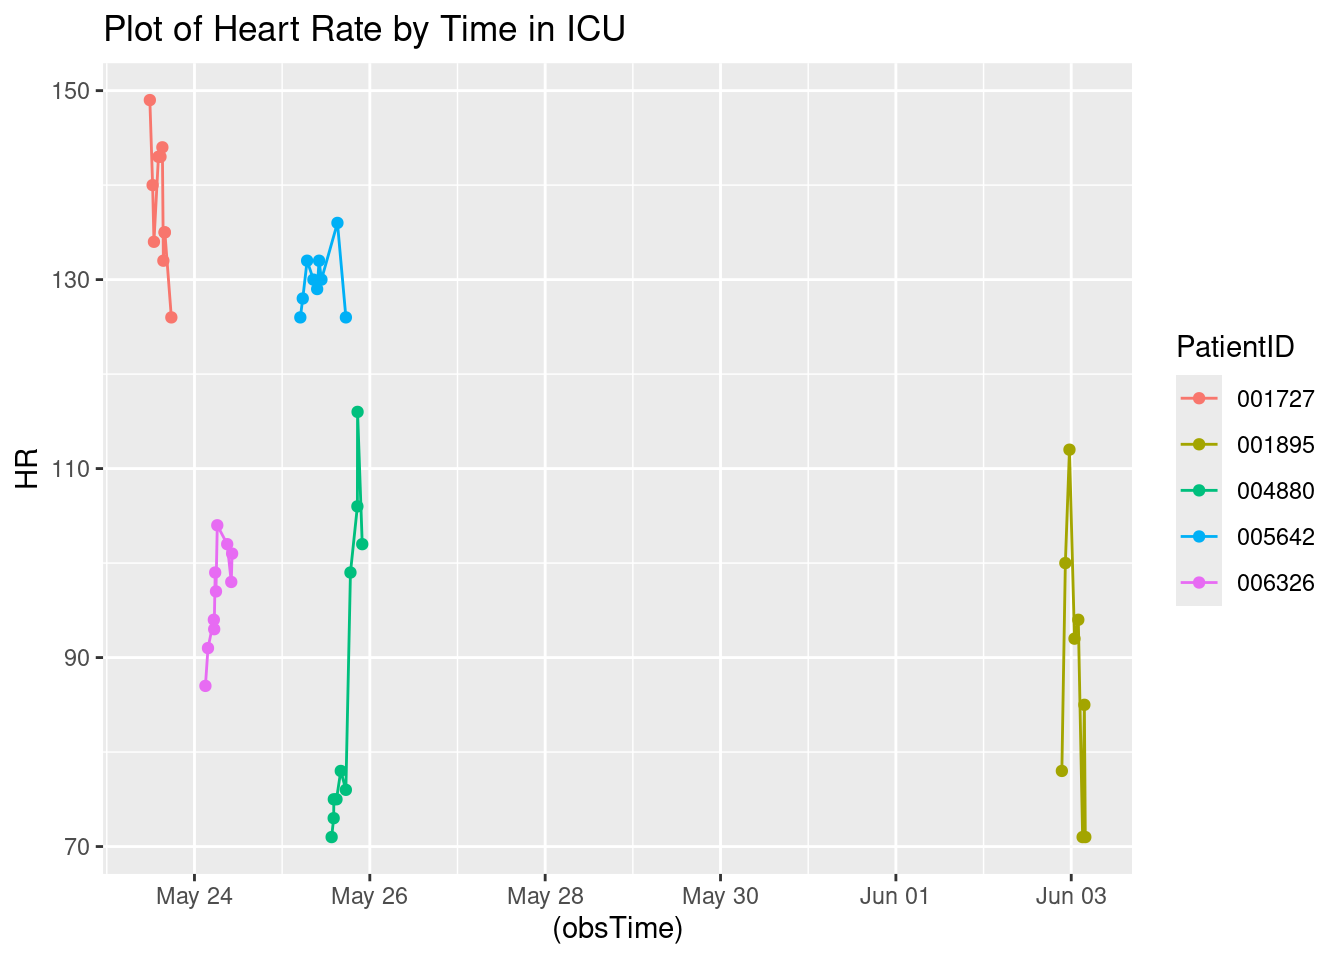 Plot of Heart Rate by Time in ICU
150
130
110
90
70
HR
May 24
May 26
May 28
May 30
Jun 01
Jun 03
(obsTime)
PatientID
001727
001895
004880
005642
006326